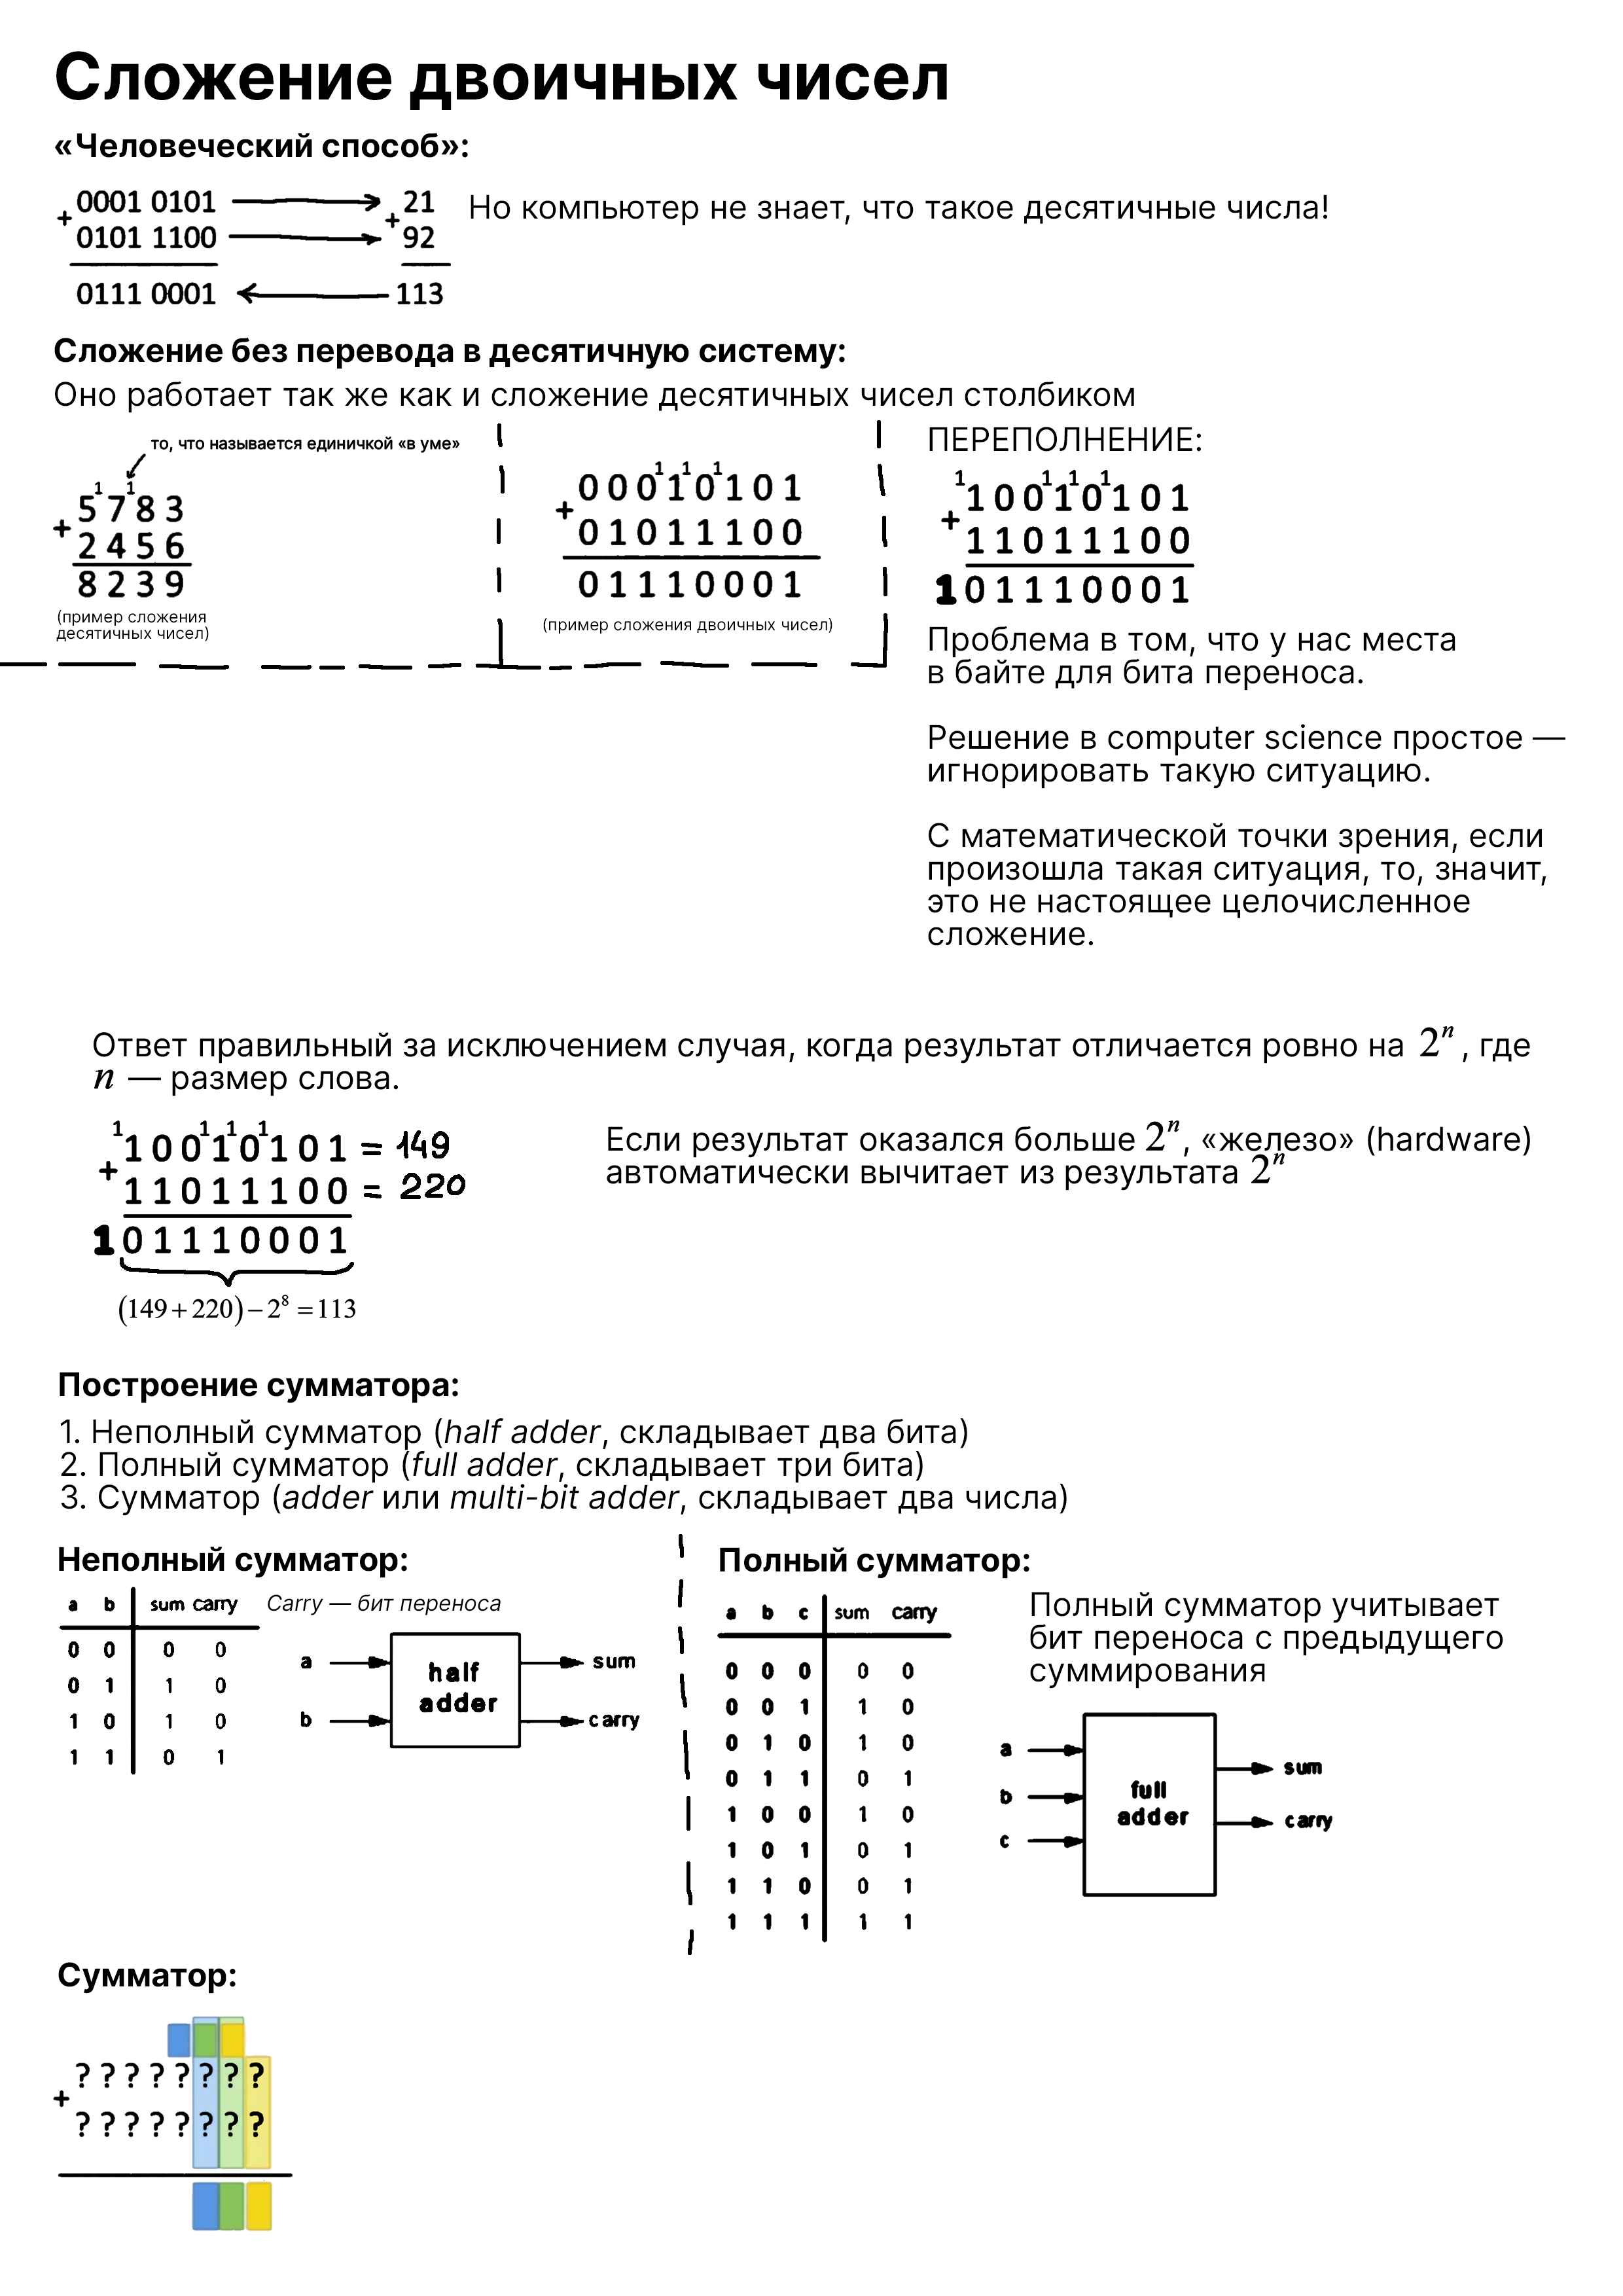 Сложение двоичных чисел
«Человеческий способ»:
0001 0101 21
+ +
0101 1100 92
0111 0001 113
Но компьютер не знает, что такое десятичные числа!
Сложение без перевода в десятичную систему:
Оно работает так же как и сложение десятичных чисел столбиком
то, что называется единичкой «в уме»
1 1
5 7 8 3
+
2 4 5 6
8 2 3 9
(пример сложения
десятичных чисел)
1 1 1
0 0 0 1 0 1 0 1
+
0 1 0 1 1 1 0 0
0 1 1 1 0 0 0 1
(пример сложения двоичных чисел)
ПЕРЕПОЛНЕНИЕ:
1 1 1 1
1 0 0 1 0 1 0 1
+
1 1 0 1 1 1 0 0
1 0 1 1 1 0 0 0 1
Проблема в том, что у нас места
в байте для бита переноса.
Решение в computer science простое —
игнорировать такую ситуацию.
С математической точки зрения, если
произошла такая ситуация, то, значит,
это не настоящее целочисленное
сложение.
Ответ правильный за исключением случая, когда результат отличается ровно на 2ⁿ, где
n — размер слова.
1 1 1 1
1 0 0 1 0 1 0 1 = 149
+
1 1 0 1 1 1 0 0 = 220
1 0 1 1 1 0 0 0 1
(149 + 220) − 2⁸ = 113
Если результат оказался больше 2ⁿ, «железо» (hardware)
автоматически вычитает из результата 2ⁿ
Построение сумматора:
1. Неполный сумматор (half adder, складывает два бита)
2. Полный сумматор (full adder, складывает три бита)
3. Сумматор (adder или multi-bit adder, складывает два числа)
Неполный сумматор:
a b sum carry
0 0 0 0
0 1 1 0
1 0 1 0
1 1 0 1
Carry — бит переноса
a sum
half
adder
b carry
Полный сумматор:
a b c sum carry
0 0 0 0 0
0 0 1 1 0
0 1 0 1 0
0 1 1 0 1
1 0 0 1 0
1 0 1 0 1
1 1 0 0 1
1 1 1 1 1
Полный сумматор учитывает
бит переноса с предыдущего
суммирования
a sum
b full
adder
c carry
Сумматор:
? ? ? ? ? ? ? ?
+
? ? ? ? ? ? ? ?